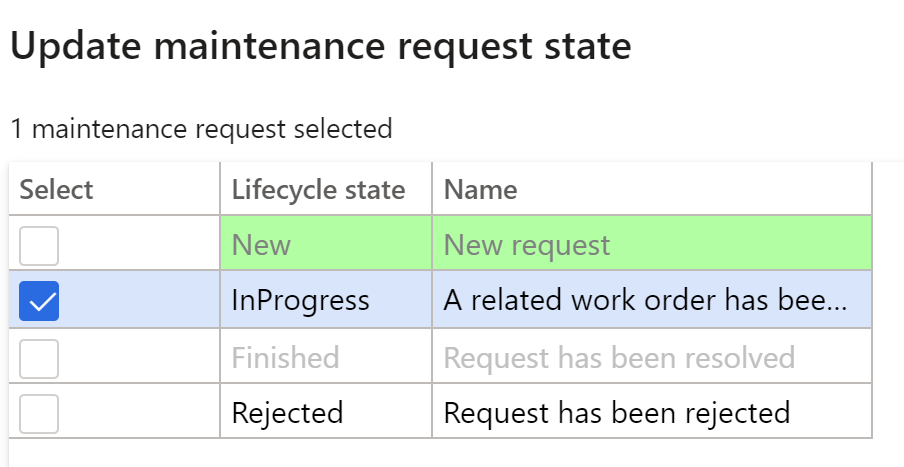 Update maintenance request state
1 maintenance request selected
Select Lifecycle state Name
New New request
InProgress A related work order has bee...
Finished Request has been resolved
Rejected Request has been rejected